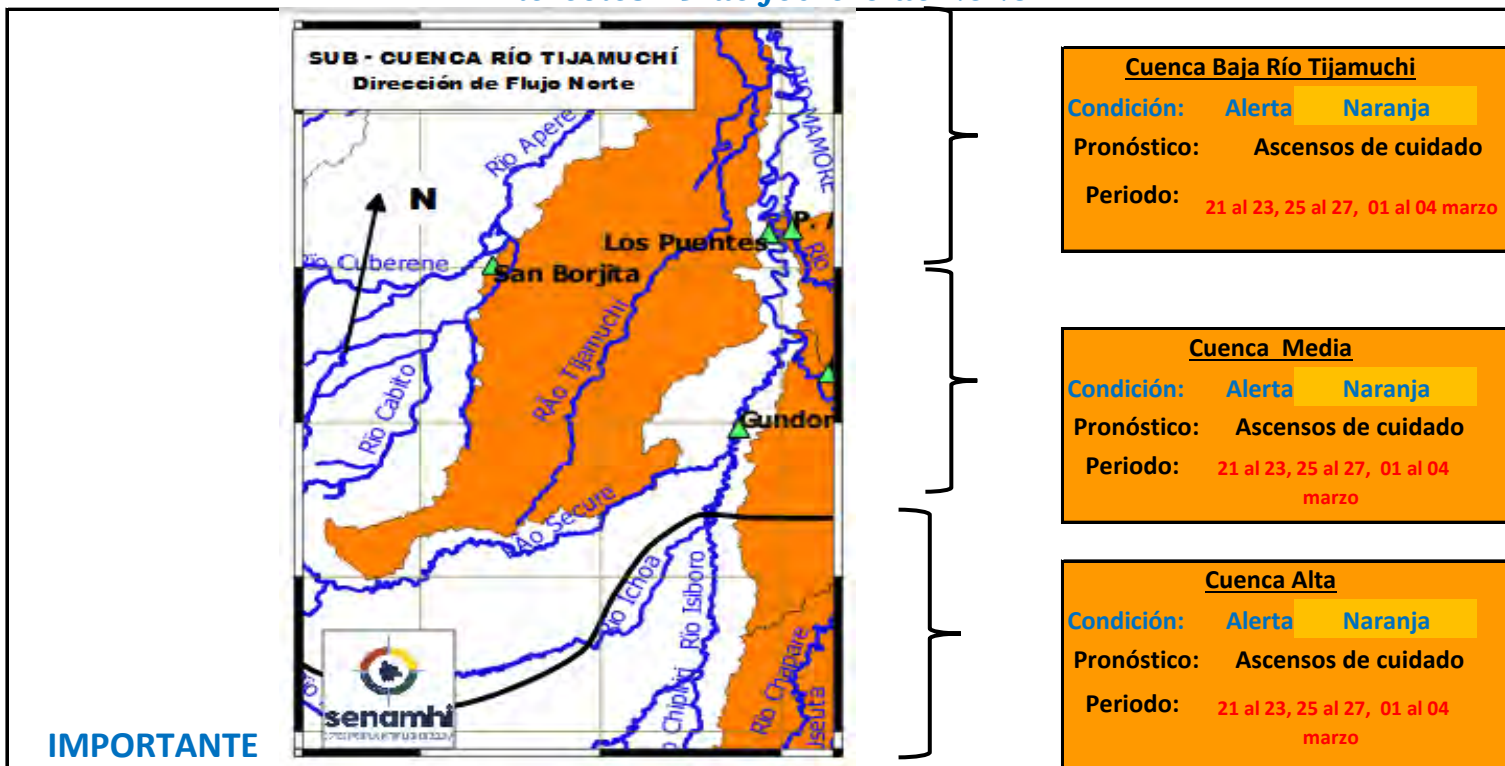 SUB - CUENCA RÍO TIJAMUCHÍ
Dirección de Flujo Norte
Río Apere
RIO MAMORE
N
P.
Los Puentes
RIO
Río Cuberene
San Borjita
RÃo Tijamuchi
Río Cabito
Gundor
RÃo Sécure
Río Ichoa
Río Isiboro
Río Chapare
senamhi
IMPORTANTE
Cuenca Baja Río Tijamuchi
Condición: Alerta Naranja
Pronóstico: Ascensos de cuidado
Periodo: 21 al 23, 25 al 27, 01 al 04 marzo
Cuenca Media
Condición: Alerta Naranja
Pronóstico: Ascensos de cuidado
Periodo: 21 al 23, 25 al 27, 01 al 04
marzo
Cuenca Alta
Condición: Alerta Naranja
Pronóstico: Ascensos de cuidado
Periodo: 21 al 23, 25 al 27, 01 al 04
marzo